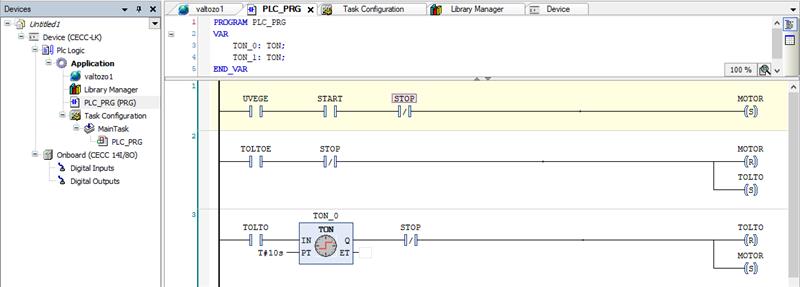 Devices
Untitled1
Device (CECC-LK)
Plc Logic
Application
valtozo1
Library Manager
PLC_PRG (PRG)
Task Configuration
MainTask
PLC_PRG
Onboard (CECC 14I/8O)
Digital Inputs
Digital Outputs
valtozo1 PLC_PRG Task Configuration Library Manager Device
1 PROGRAM PLC_PRG
2 VAR
3 TON_0: TON;
4 TON_1: TON;
5 END_VAR
100 %
1
UVEGE START STOP MOTOR
S
2
TOLTOE STOP MOTOR
R
TOLTO
S
3
TON_0
TOLTO TON STOP TOLTO
IN Q R
T#10s PT ET MOTOR
S